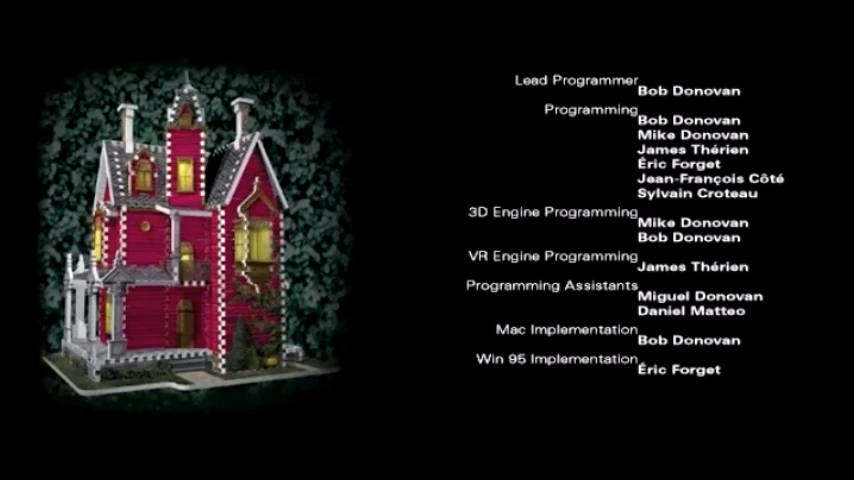 Lead Programmer
Bob Donovan
Programming
Bob Donovan
Mike Donovan
James Thérien
Éric Forget
Jean-François Côté
Sylvain Croteau
3D Engine Programming
Mike Donovan
Bob Donovan
VR Engine Programming
James Thérien
Programming Assistants
Miguel Donovan
Daniel Matteo
Mac Implementation
Bob Donovan
Win 95 Implementation
Éric Forget